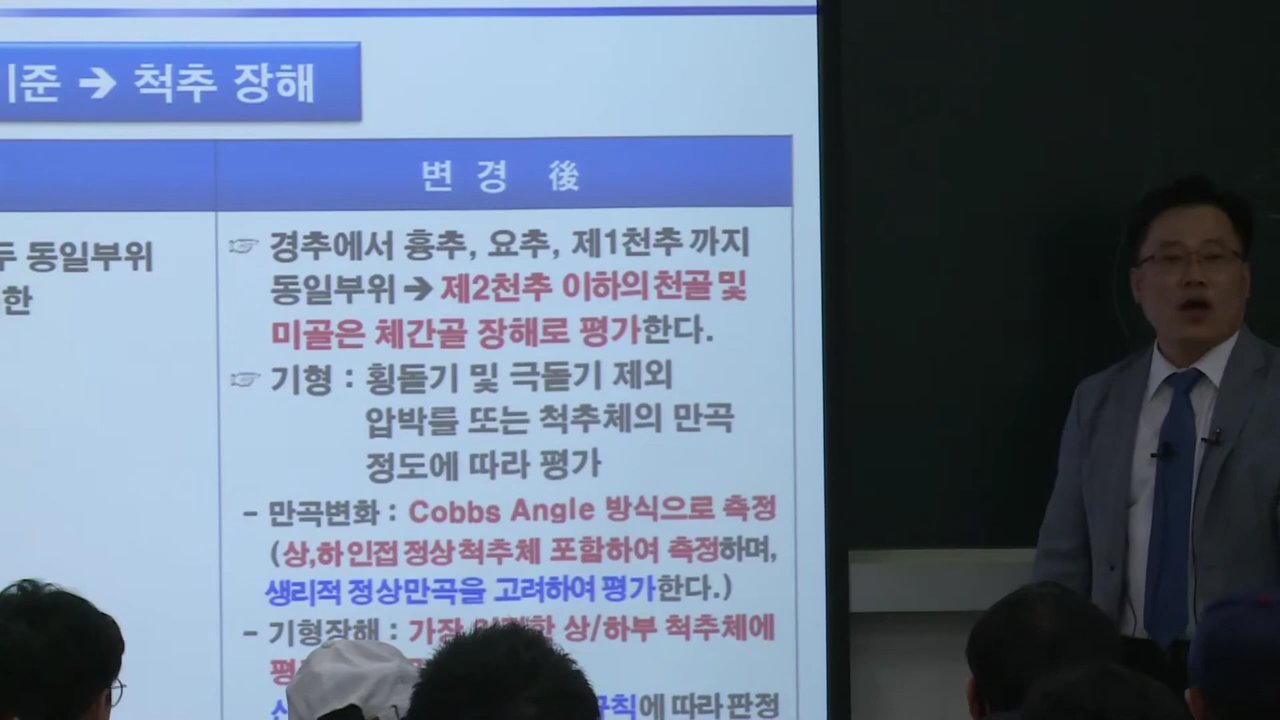 기준 → 척추 장해
변 경 後
동일부위
한
☞ 경추에서 흉추, 요추, 제1천추 까지
동일부위 → 제2천추 이하의 천골 및
미골은 체간골 장해로 평가한다.
☞ 기형 : 횡돌기 및 극돌기 제외
압박률 또는 척추체의 만곡
정도에 따라 평가
- 만곡변화 : Cobbs Angle 방식으로 측정
(상,하 인접 정상척추체 포함하여 측정하며,
생리적 정상만곡을 고려하여 평가한다.)
- 기형장해 : 가장 상/하부 척추체에
규칙에 따라 판정